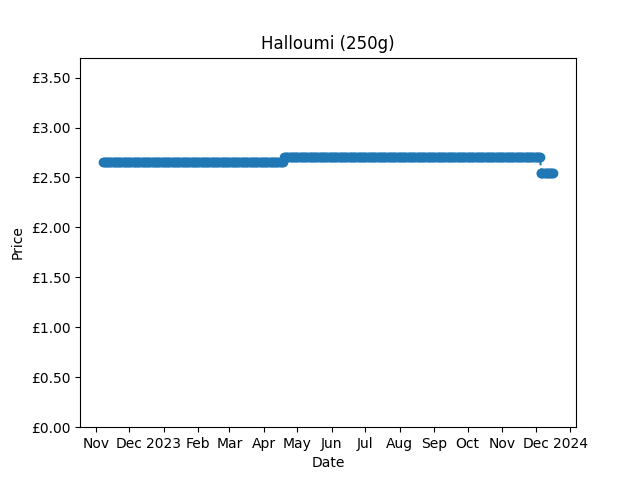 Halloumi (250g)
£3.50
£3.00
£2.50
£2.00
£1.50
£1.00
£0.50
£0.00
Price
Nov Dec 2023 Feb Mar Apr May Jun Jul Aug Sep Oct Nov Dec 2024
Date